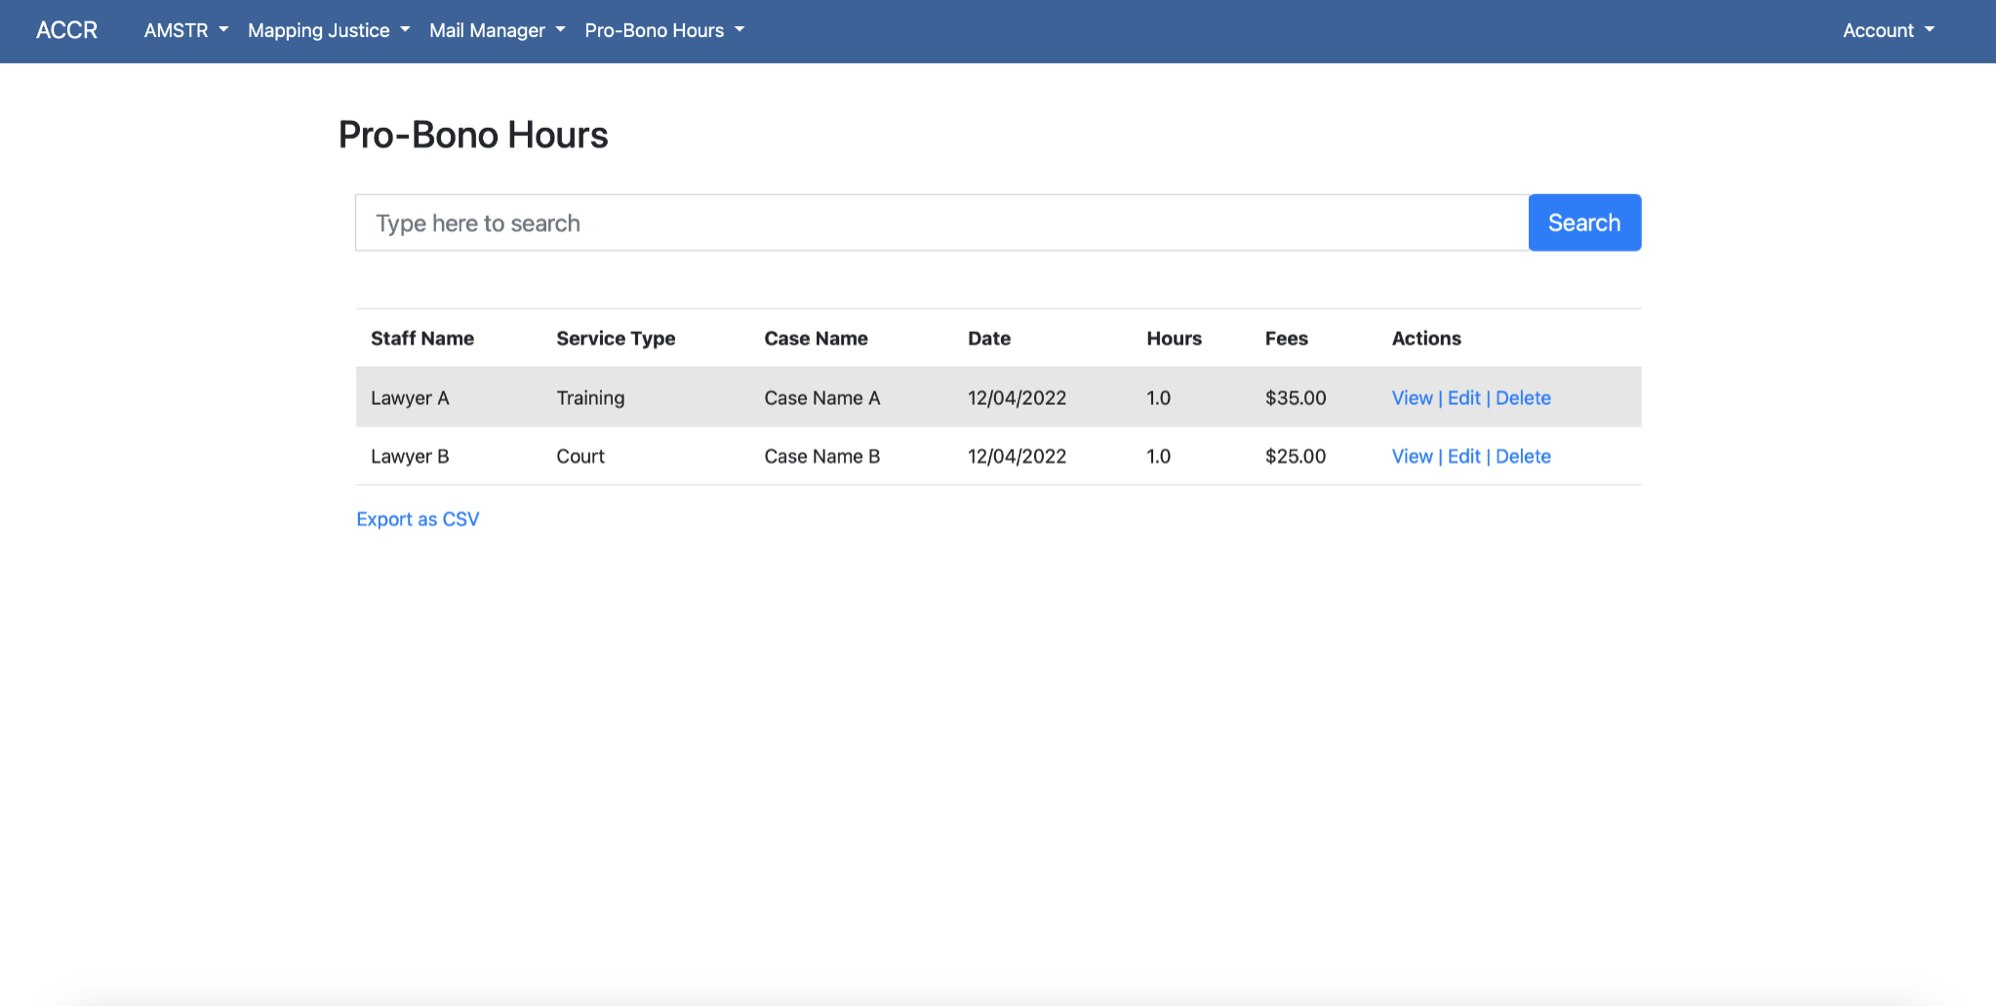 ACCR AMSTR Mapping Justice Mail Manager Pro-Bono Hours Account
Pro-Bono Hours
Type here to search Search
Staff Name Service Type Case Name Date Hours Fees Actions
Lawyer A Training Case Name A 12/04/2022 1.0 $35.00 View | Edit | Delete
Lawyer B Court Case Name B 12/04/2022 1.0 $25.00 View | Edit | Delete
Export as CSV